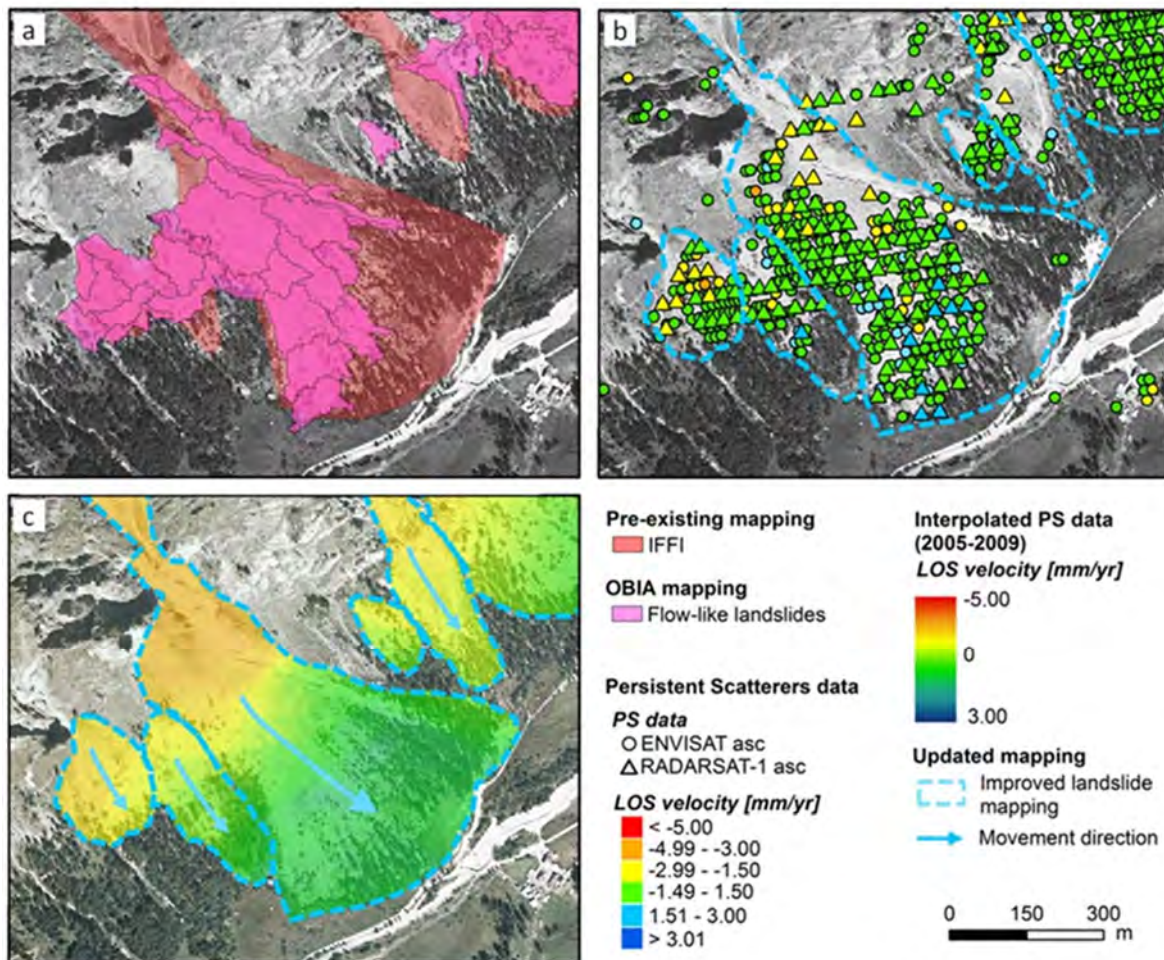 a
b
c
Pre-existing mapping
IFFI
OBIA mapping
Flow-like landslides
Persistent Scatterers data
PS data
ENVISAT asc
RADARSAT-1 asc
LOS velocity [mm/yr]
< -5.00
-4.99 - -3.00
-2.99 - -1.50
-1.49 - 1.50
1.51 - 3.00
> 3.01
Interpolated PS data
(2005-2009)
LOS velocity [mm/yr]
-5.00
0
3.00
Updated mapping
Improved landslide
mapping
Movement direction
0 150 300
m